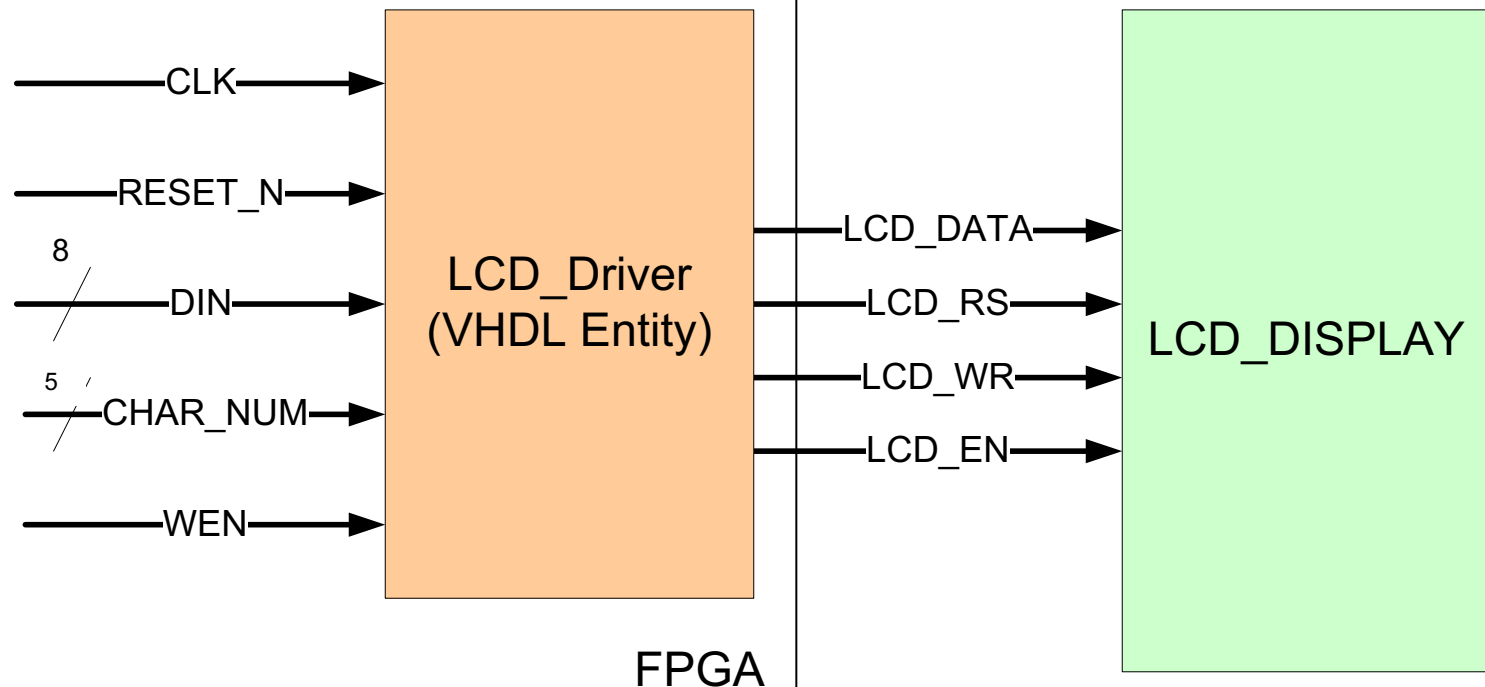 CLK
RESET_N
8
DIN
5
CHAR_NUM
WEN
LCD_Driver
(VHDL Entity)
LCD_DATA
LCD_RS
LCD_WR
LCD_EN
LCD_DISPLAY
FPGA